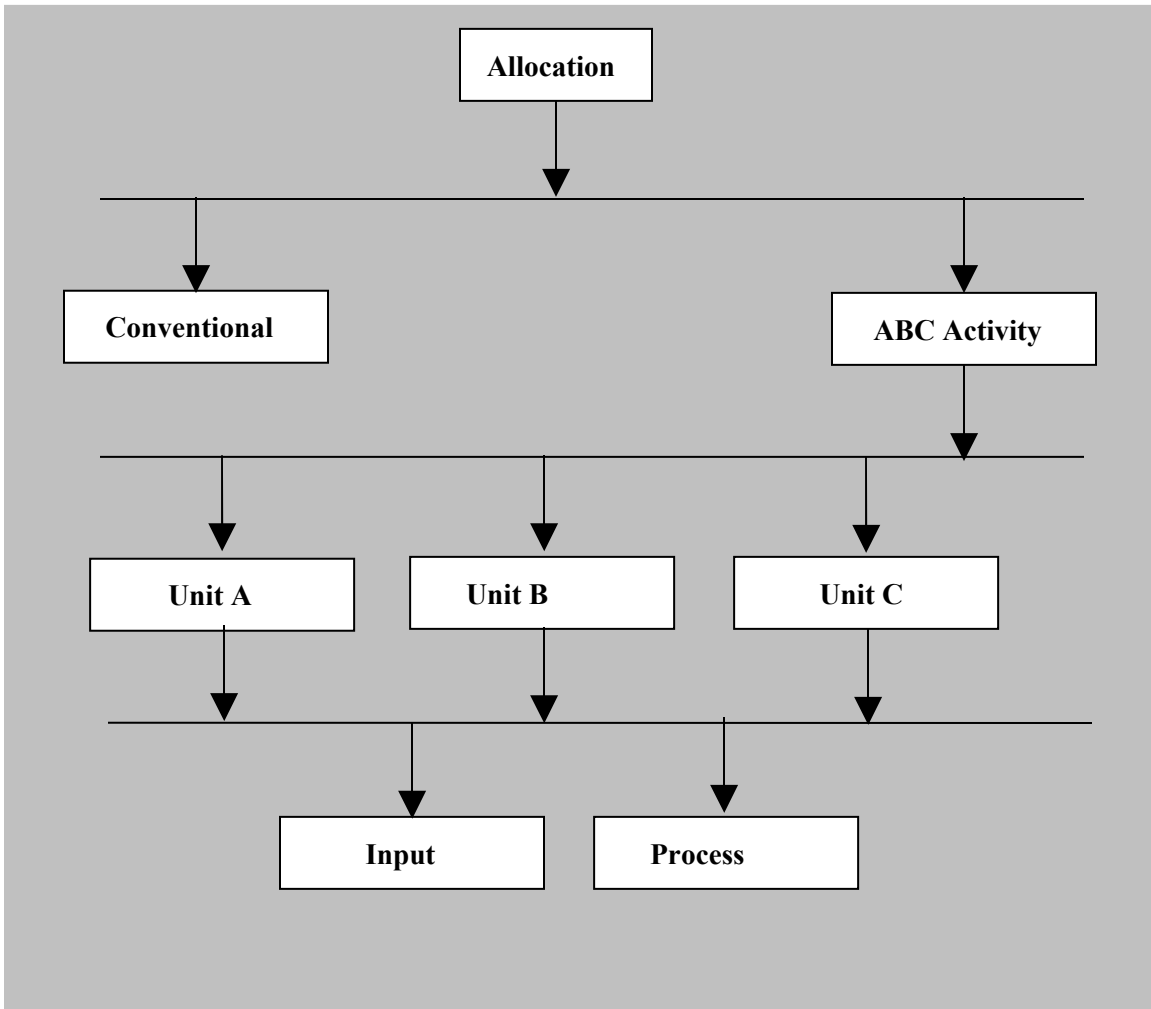 Allocation
Conventional
ABC Activity
Unit A
Unit B
Unit C
Input
Process